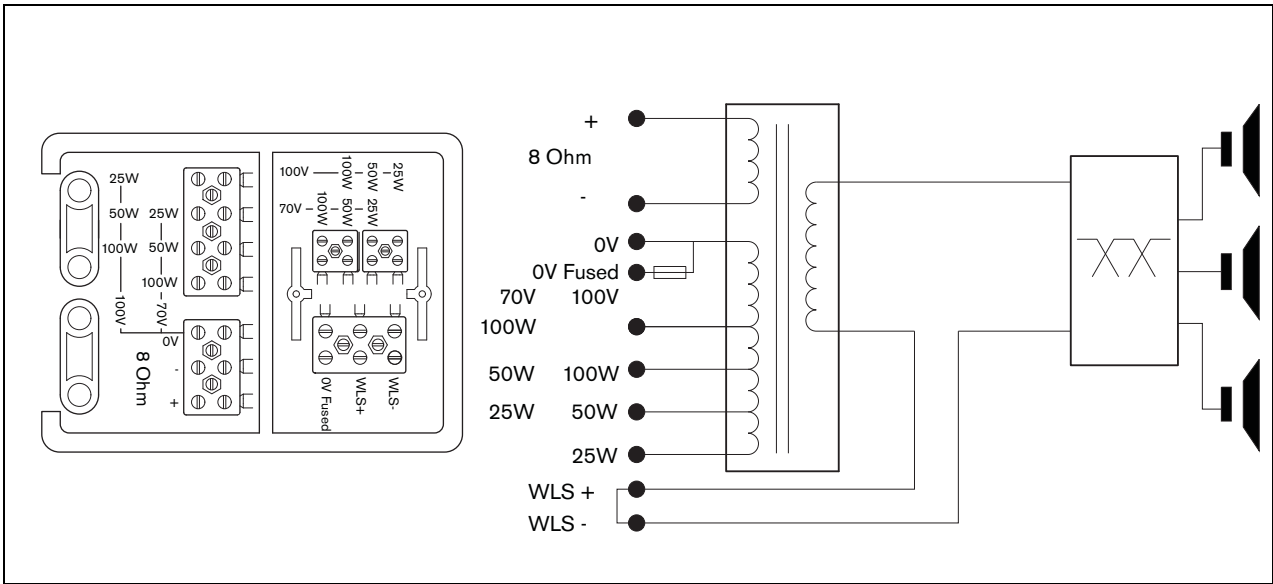 25W
50W 25W
100W 50W
100W
100V 70V
0V
8 Ohm
-
+
100V 100W 50W 25W
70V 100W 50W 25W
0V Fused WLS+ WLS-
+
8 Ohm
-
0V
0V Fused
70V 100V
100W
50W 100W
25W 50W
25W
WLS +
WLS -